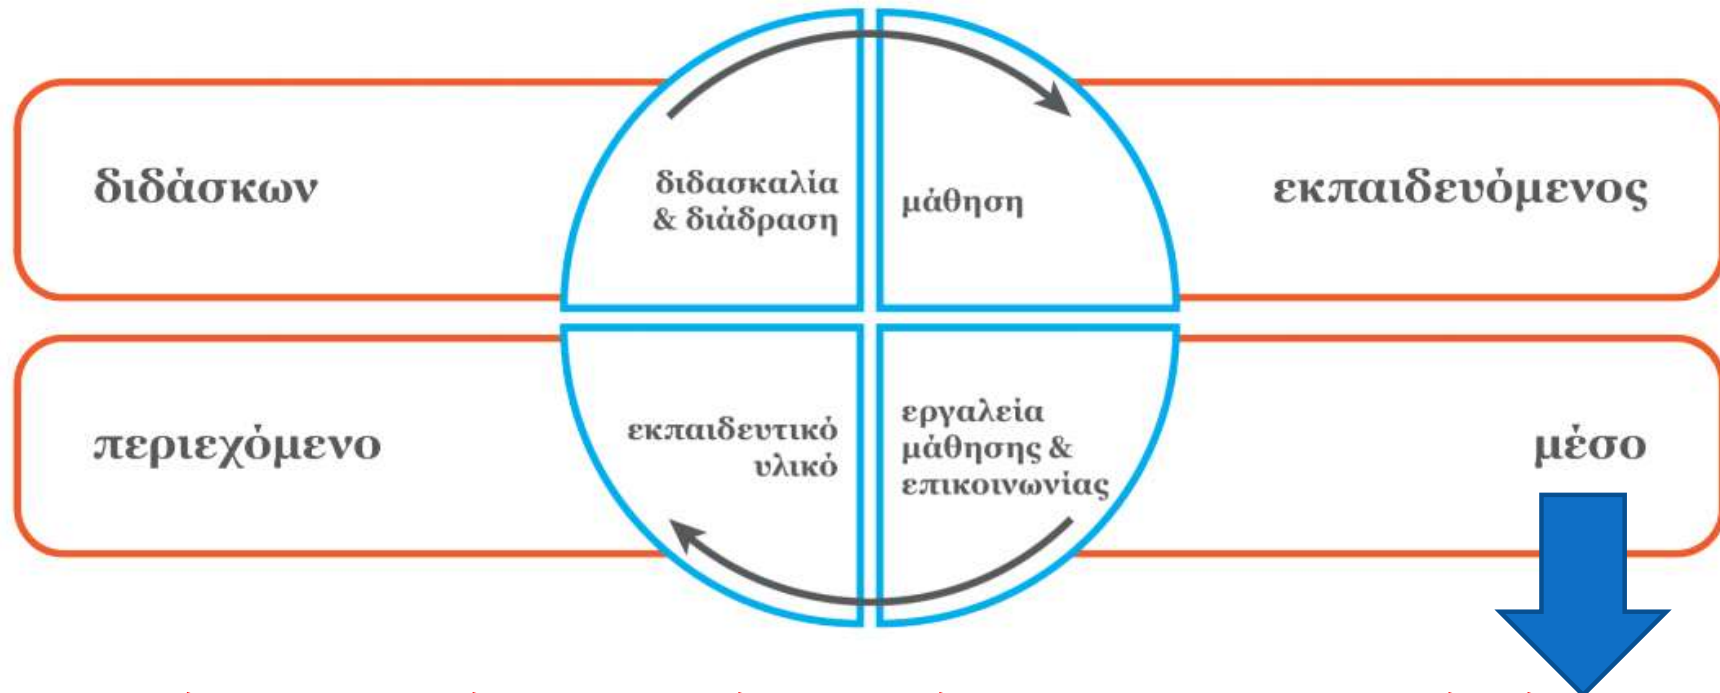 διδάσκων
διδασκαλία
& διάδραση
μάθηση
εκπαιδευόμενος
περιεχόμενο
εκπαιδευτικό
υλικό
εργαλεία
μάθησης &
επικοινωνίας
μέσο